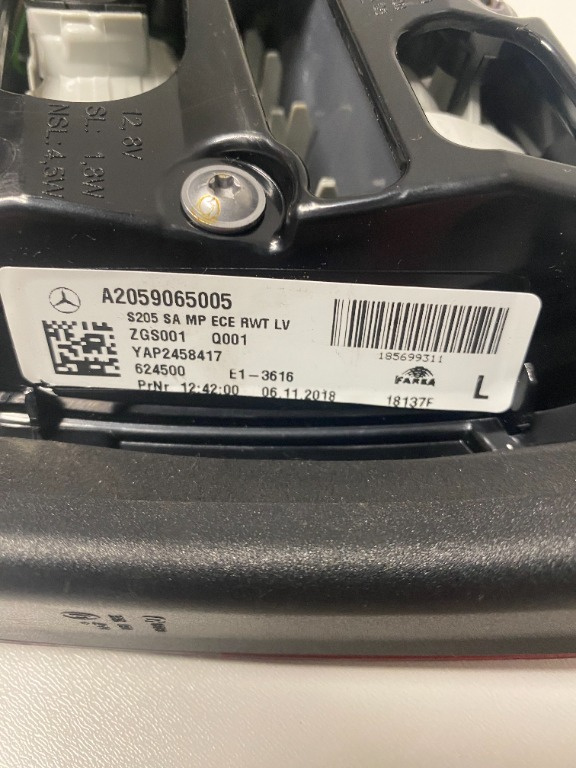 12,8V
SL: 1,8W
NSL: 4,5W
A2059065005
S205 SA MP ECE RWT LV
ZGS001 Q001
YAP2458417
624500 E1-3616
PrNr 12:42:00 06.11.2018
185699311
FARBA
L
18137F